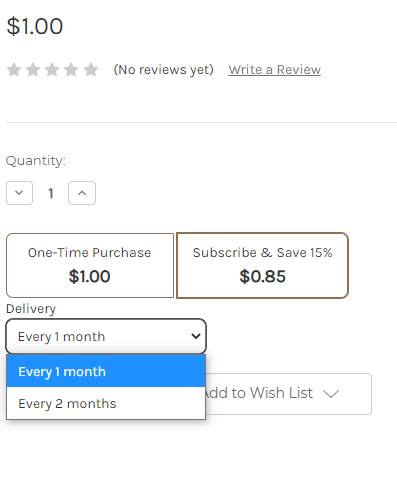 $1.00
(No reviews yet) Write a Review
Quantity:
1
One-Time Purchase
$1.00
Subscribe & Save 15%
$0.85
Delivery
Every 1 month
Every 1 month
Every 2 months
to Wish List